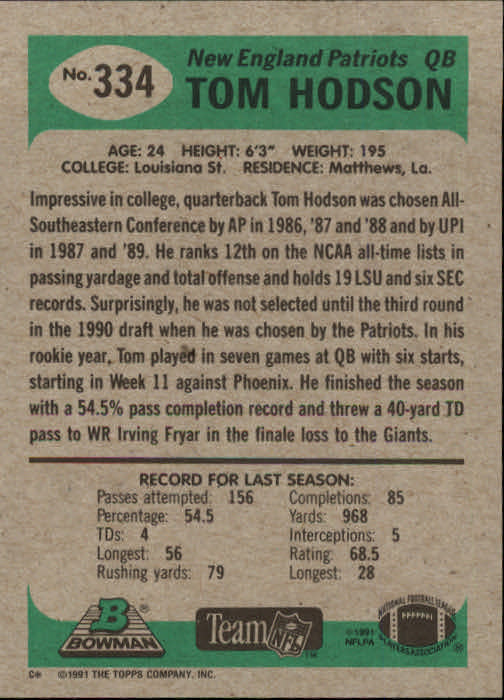 No. 334
New England Patriots QB
TOM HODSON
AGE: 24 HEIGHT: 6'3" WEIGHT: 195
COLLEGE: Louisiana St. RESIDENCE: Matthews, La.
Impressive in college, quarterback Tom Hodson was chosen All-
Southeastern Conference by AP in 1986, '87 and '88 and by UPI
in 1987 and '89. He ranks 12th on the NCAA all-time lists in
passing yardage and total offense and holds 19 LSU and six SEC
records. Surprisingly, he was not selected until the third round
in the 1990 draft when he was chosen by the Patriots. In his
rookie year, Tom played in seven games at QB with six starts,
starting in Week 11 against Phoenix. He finished the season
with a 54.5% pass completion record and threw a 40-yard TD
pass to WR Irving Fryar in the finale loss to the Giants.
RECORD FOR LAST SEASON:
Passes attempted: 156 Completions: 85
Percentage: 54.5 Yards: 968
TDs: 4 Interceptions: 5
Longest: 56 Rating: 68.5
Rushing yards: 79 Longest: 28
B
BOWMAN®
Team NFL™
©1991
NFLPA
NATIONAL FOOTBALL LEAGUE
PLAYERS ASSOCIATION
®
C* ©1991 THE TOPPS COMPANY, INC.